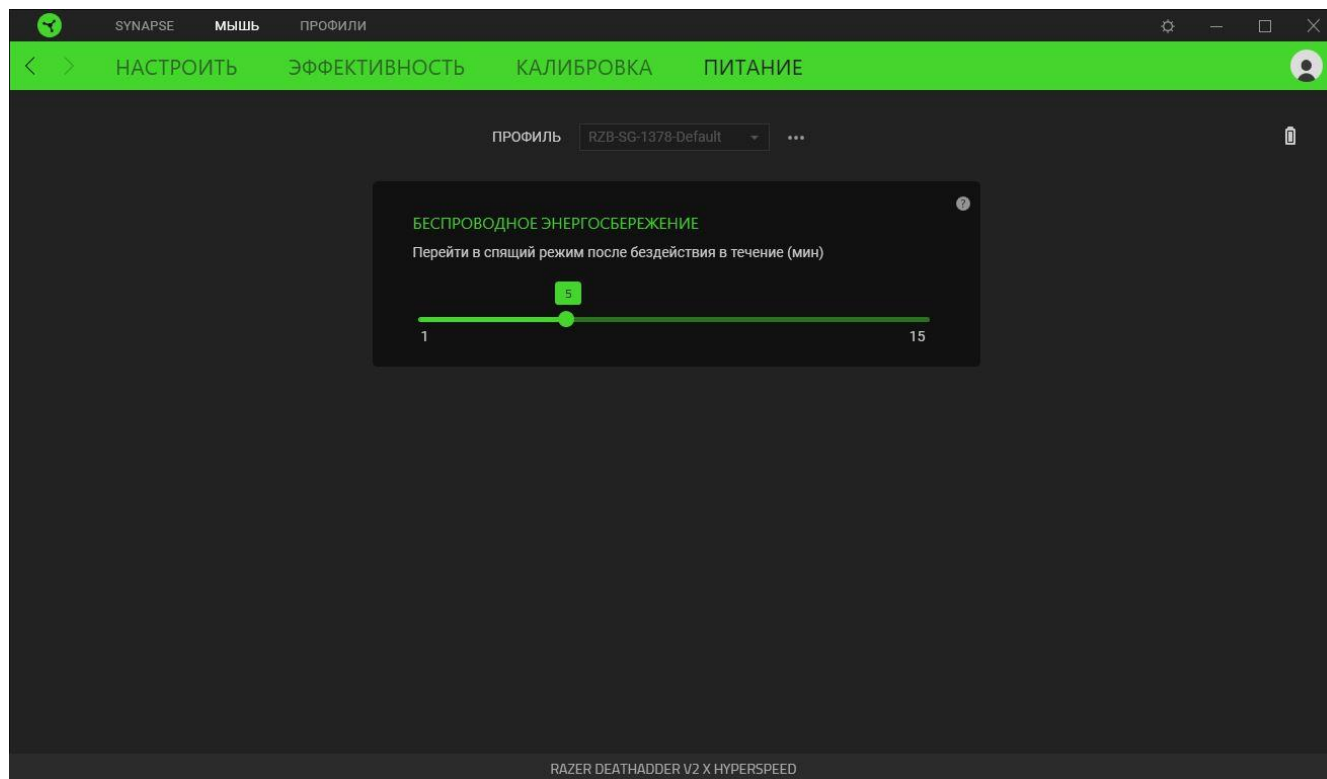 SYNAPSE МЫШЬ ПРОФИЛИ
НАСТРОИТЬ ЭФФЕКТИВНОСТЬ КАЛИБРОВКА ПИТАНИЕ
ПРОФИЛЬ RZB-SG-1378-Default
?
БЕСПРОВОДНОЕ ЭНЕРГОСБЕРЕЖЕНИЕ
Перейти в спящий режим после бездействия в течение (мин)
5
1 15
RAZER DEATHADDER V2 X HYPERSPEED